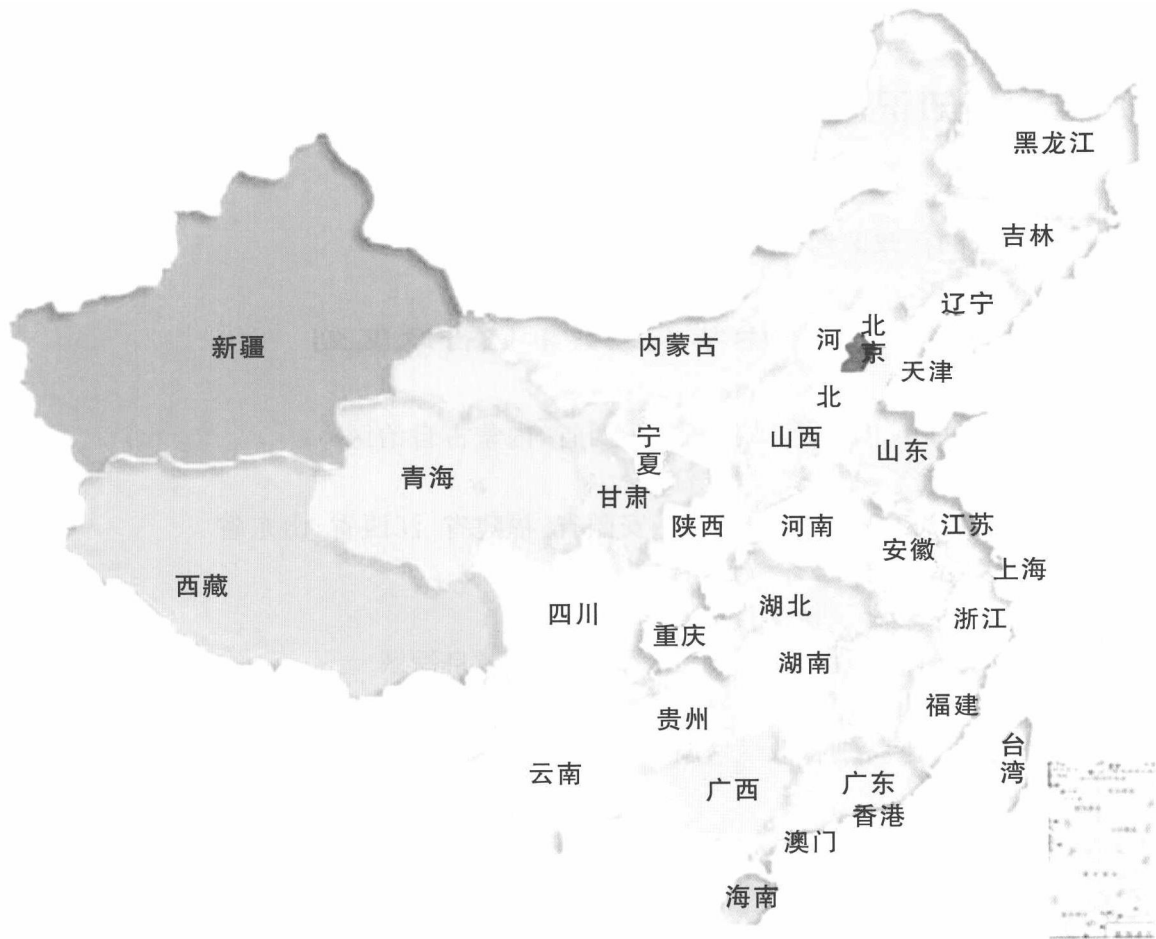 黑龙江
吉林
辽宁
北京
河北
天津
内蒙古
新疆
山西
山东
宁夏
青海
甘肃
陕西
河南
江苏
安徽
上海
西藏
四川
湖北
浙江
重庆
湖南
福建
贵州
台湾
云南
广西
广东
香港
澳门
海南